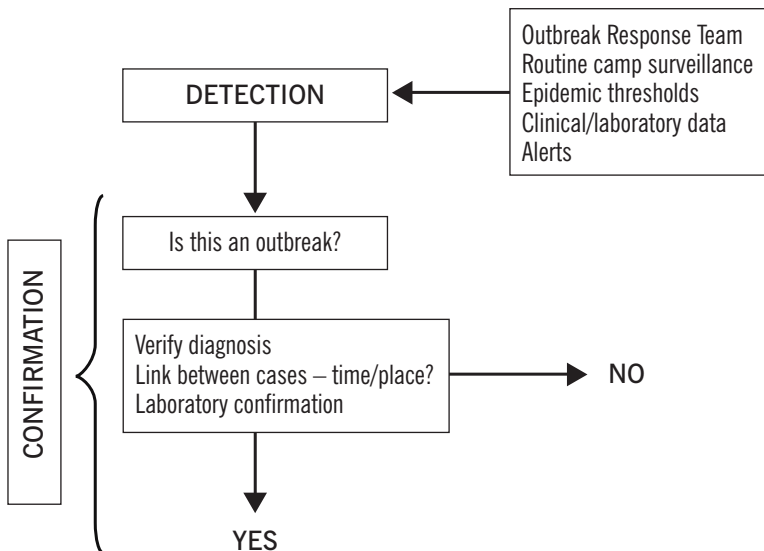 Outbreak Response Team
Routine camp surveillance
Epidemic thresholds
Clinical/laboratory data
Alerts
DETECTION
Is this an outbreak?
CONFIRMATION
Verify diagnosis
Link between cases – time/place?
Laboratory confirmation
NO
YES